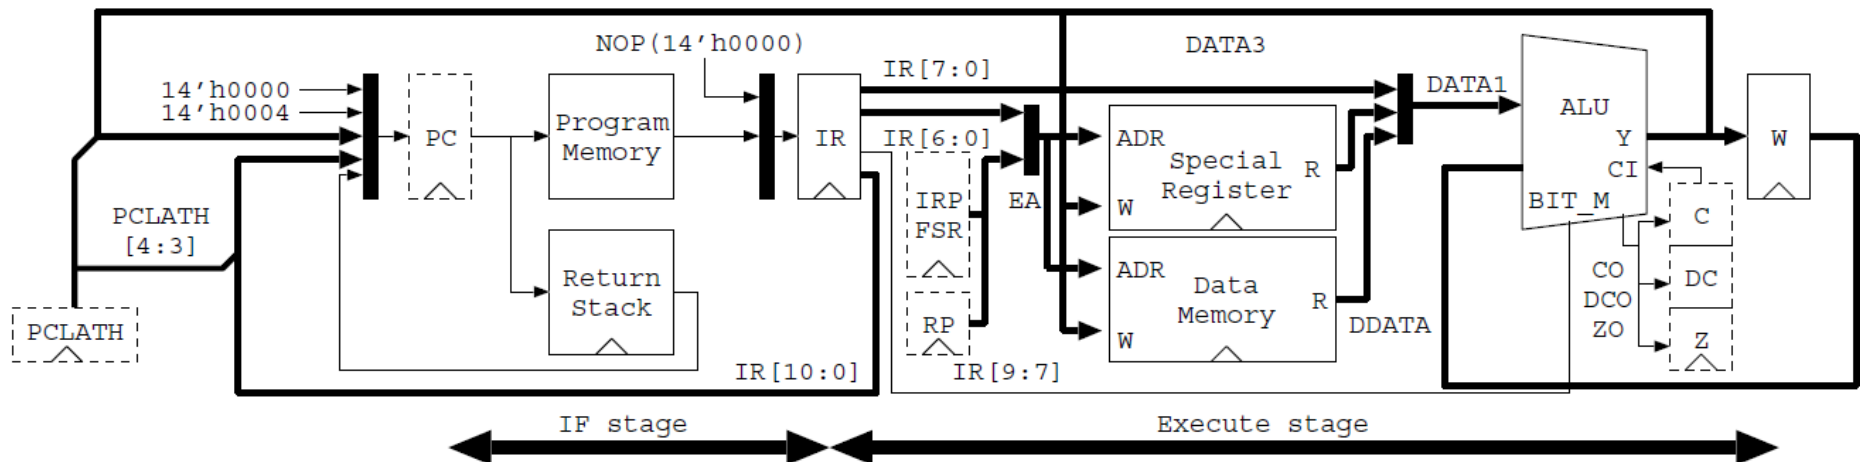 NOP(14'h0000)
DATA3
14'h0000
14'h0004
IR[7:0]
DATA1
PC
Program
Memory
IR
IR[6:0]
ADR
Special
Register
R
W
ALU
Y
CI
BIT_M
W
PCLATH
[4:3]
IRP
FSR
EA
C
Return
Stack
ADR
Data
Memory
R
W
DDATA
CO
DCO
ZO
DC
Z
PCLATH
RP
IR[10:0]
IR[9:7]
IF stage
Execute stage